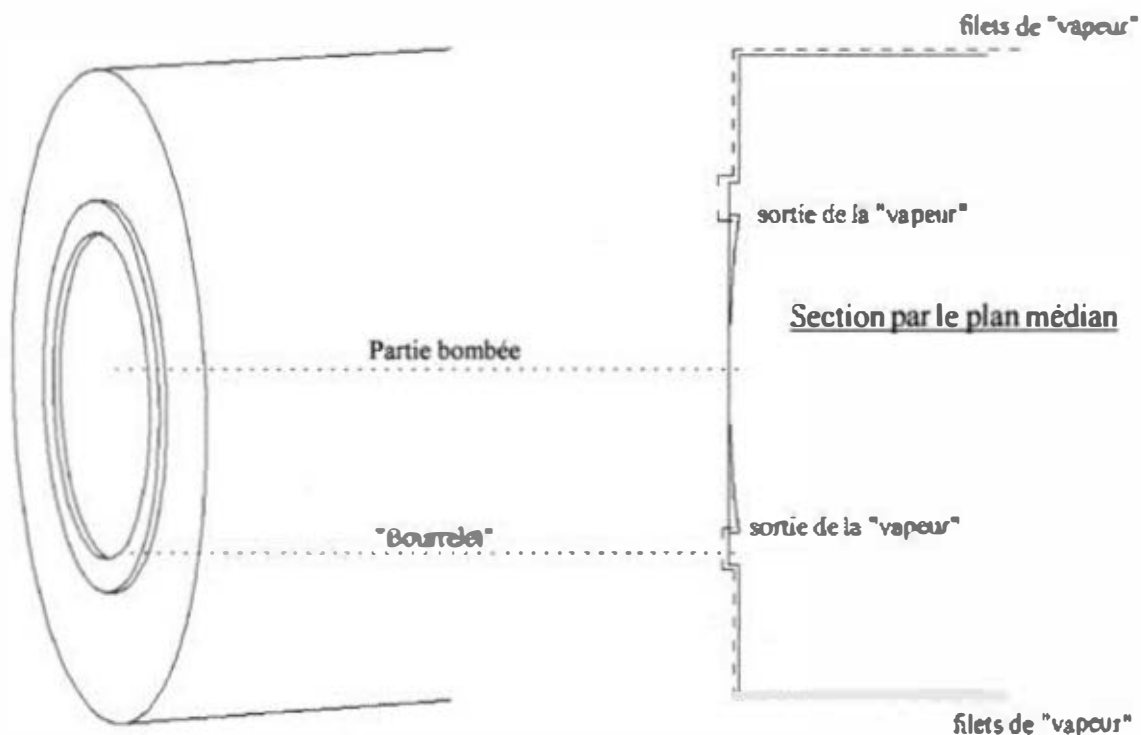 filets de "vapeur"
sortie de la "vapeur"
Section par le plan médian
Partie bombée
sortie de la "vapeur"
"Bourrelet"
filets de "vapeur"